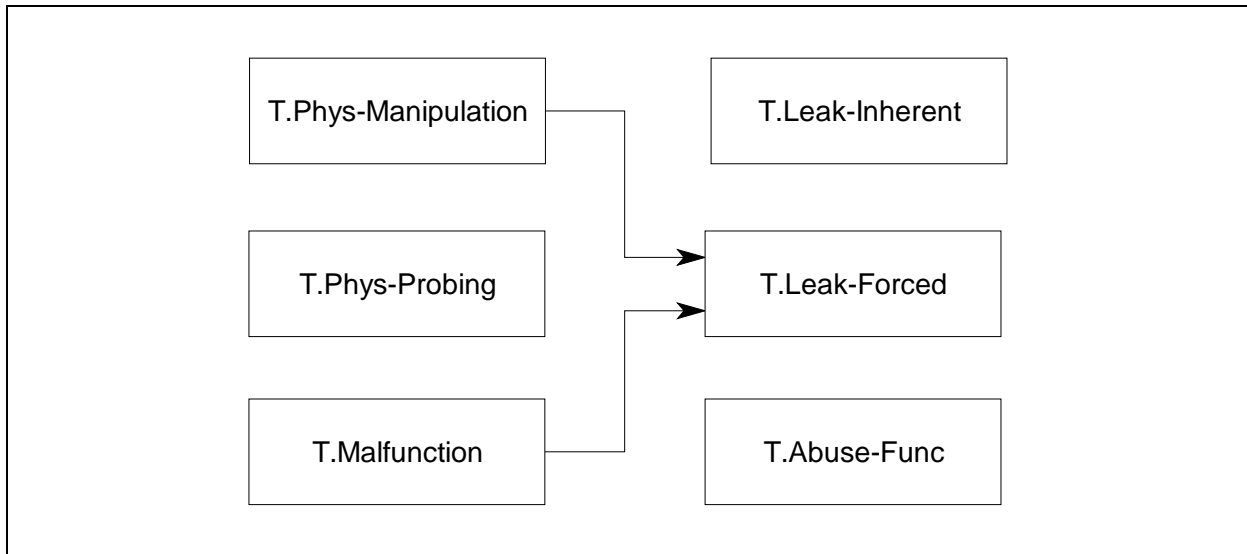 T.Phys-Manipulation
T.Leak-Inherent
T.Phys-Probing
T.Leak-Forced
T.Malfunction
T.Abuse-Func